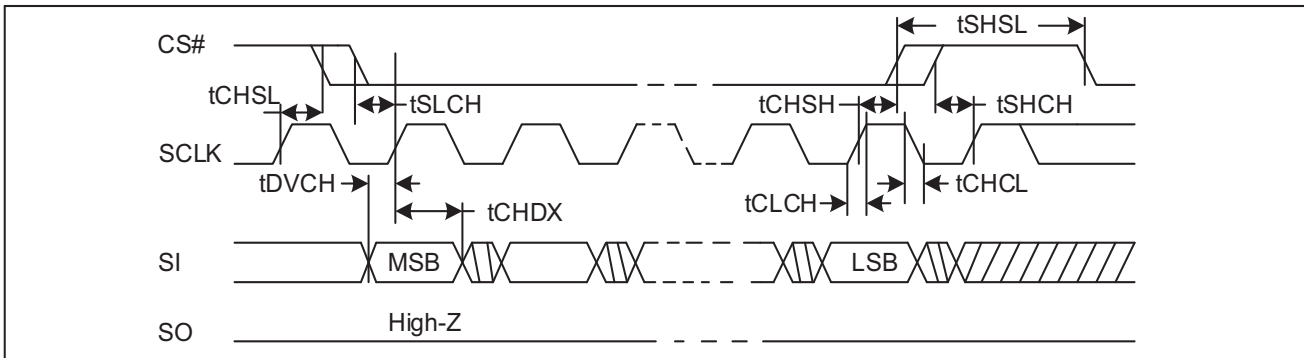 tSHSL
CS#
tCHSL
tSLCH
tCHSH
tSHCH
SCLK
tDVCH
tCHDX
tCLCH
tCHCL
SI
MSB
LSB
SO
High-Z